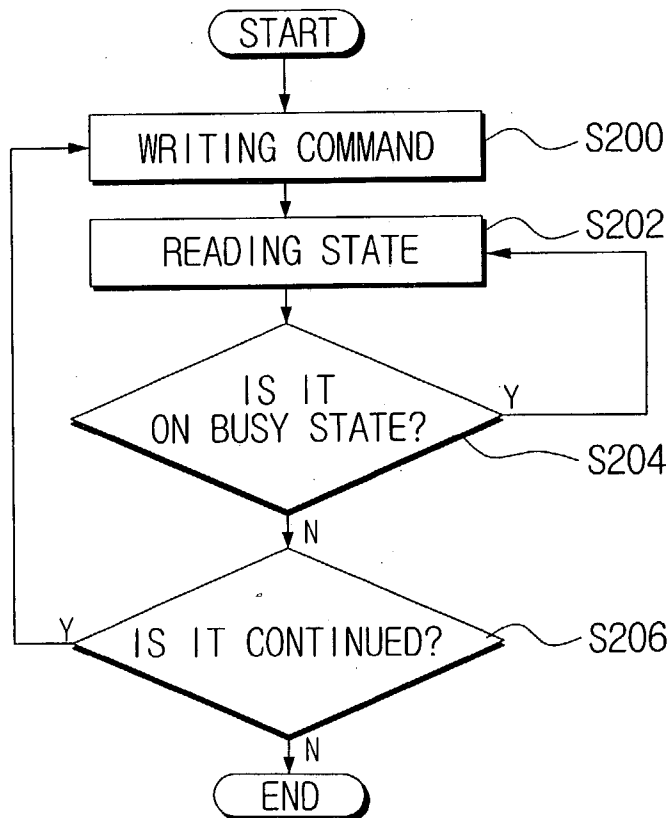 START
WRITING COMMAND
S200
READING STATE
S202
IS IT
ON BUSY STATE?
Y
S204
N
IS IT CONTINUED?
Y
S206
N
END